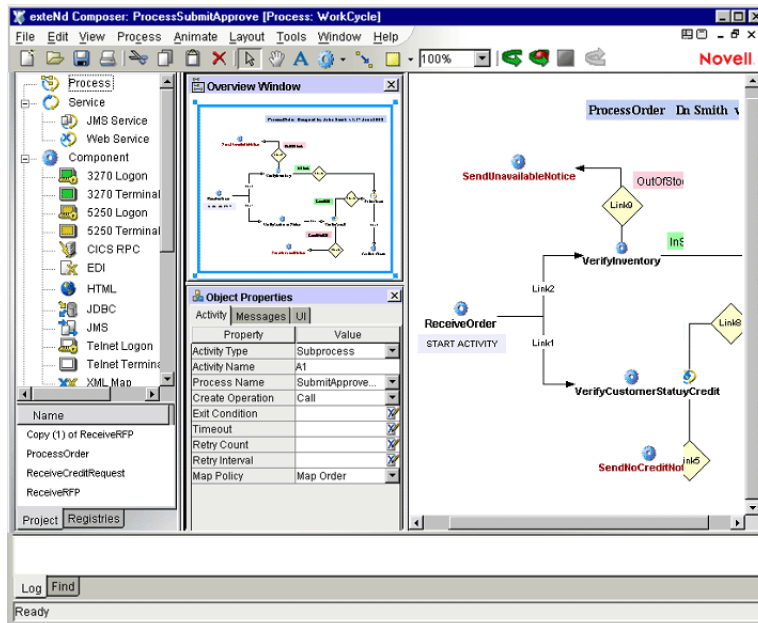 exteNd Composer: ProcessSubmitApprove [Process: WorkCycle]
File Edit View Process Animate Layout Tools Window Help
A 100% Novell
Process
Service
JMS Service
Web Service
Component
3270 Logon
3270 Terminal
5250 Logon
5250 Terminal
CICS RPC
EDI
HTML
JDBC
JMS
Telnet Logon
Telnet Termina
XML Map
Name
Copy (1) of ReceiveRFP
ProcessOrder
ReceiveCreditRequest
ReceiveRFP
Project Registries
Overview Window
Object Properties
Activity Messages UI
Property Value
Activity Type Subprocess
Activity Name A1
Process Name SubmitApprove...
Create Operation Call
Exit Condition
Timeout
Retry Count
Retry Interval
Map Policy Map Order
ProcessOrder Dn Smith v
SendUnavailableNotice
OutOfSto
Link9
InS
VerifyInventory
Link2
ReceiveOrder
START ACTIVITY
Link1
Link8
VerifyCustomerStatuyCredit
SendNoCreditNot
ink5
Log Find
Ready